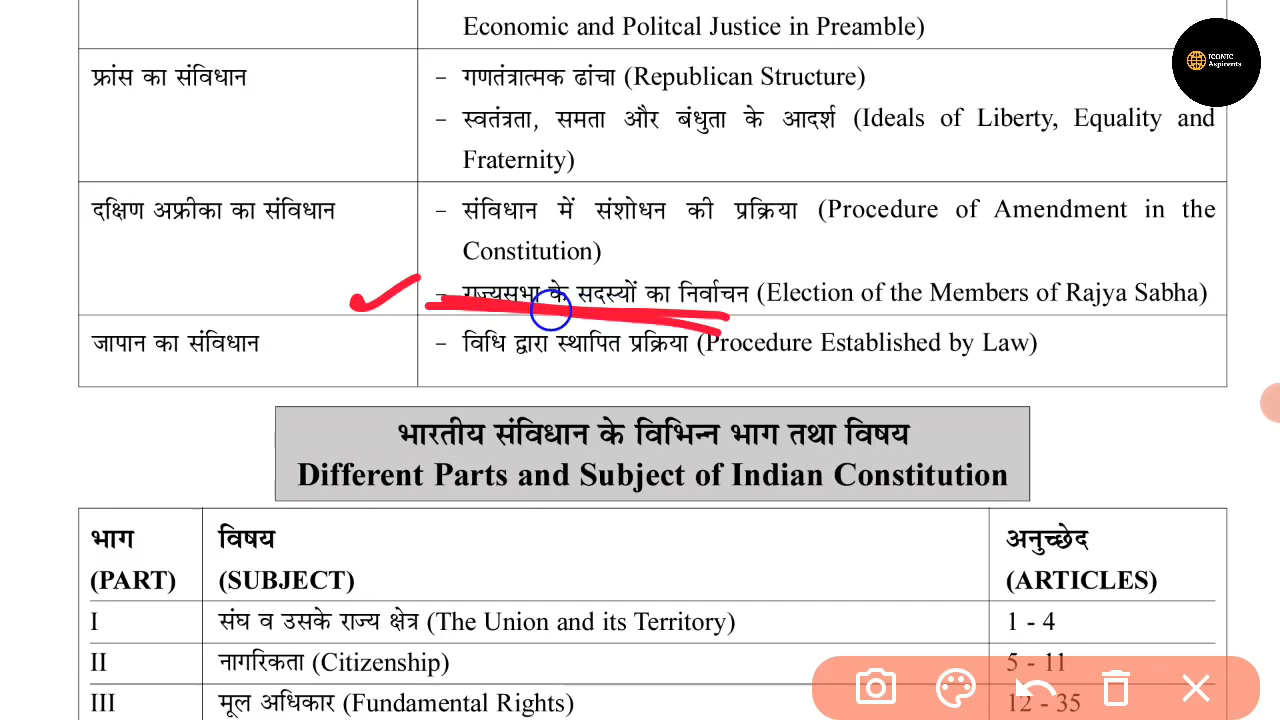 Economic and Politcal Justice in Preamble)
ICONIC
Aspirents
फ्रांस का संविधान
- गणतंत्रात्मक ढांचा (Republican Structure)
- स्वतंत्रता, समता और बंधुता के आदर्श (Ideals of Liberty, Equality and
Fraternity)
दक्षिण अफ्रीका का संविधान
- संविधान में संशोधन की प्रक्रिया (Procedure of Amendment in the
Constitution)
- राज्यसभा के सदस्यों का निर्वाचन (Election of the Members of Rajya Sabha)
जापान का संविधान
- विधि द्वारा स्थापित प्रक्रिया (Procedure Established by Law)
भारतीय संविधान के विभिन्न भाग तथा विषय
Different Parts and Subject of Indian Constitution
भाग विषय अनुच्छेद
(PART) (SUBJECT) (ARTICLES)
I संघ व उसके राज्य क्षेत्र (The Union and its Territory) 1 - 4
II नागरिकता (Citizenship) 5 - 11
III मूल अधिकार (Fundamental Rights) 12 - 35